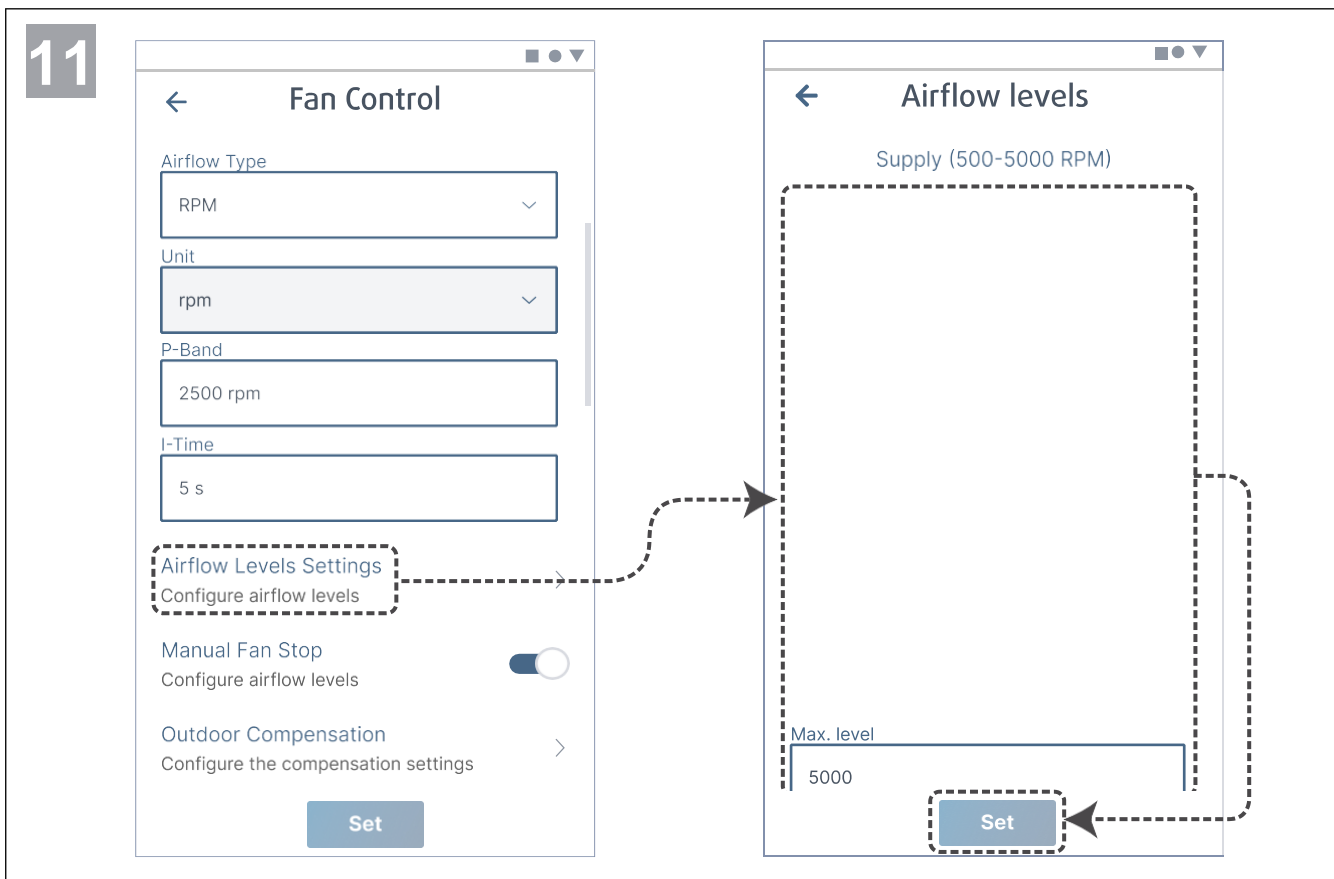 11
Fan Control
Airflow Type
RPM
Unit
rpm
P-Band
2500 rpm
I-Time
5 s
Airflow Levels Settings
Configure airflow levels
Manual Fan Stop
Configure airflow levels
Outdoor Compensation
Configure the compensation settings
Set
Airflow levels
Supply (500-5000 RPM)
Max. level
5000
Set